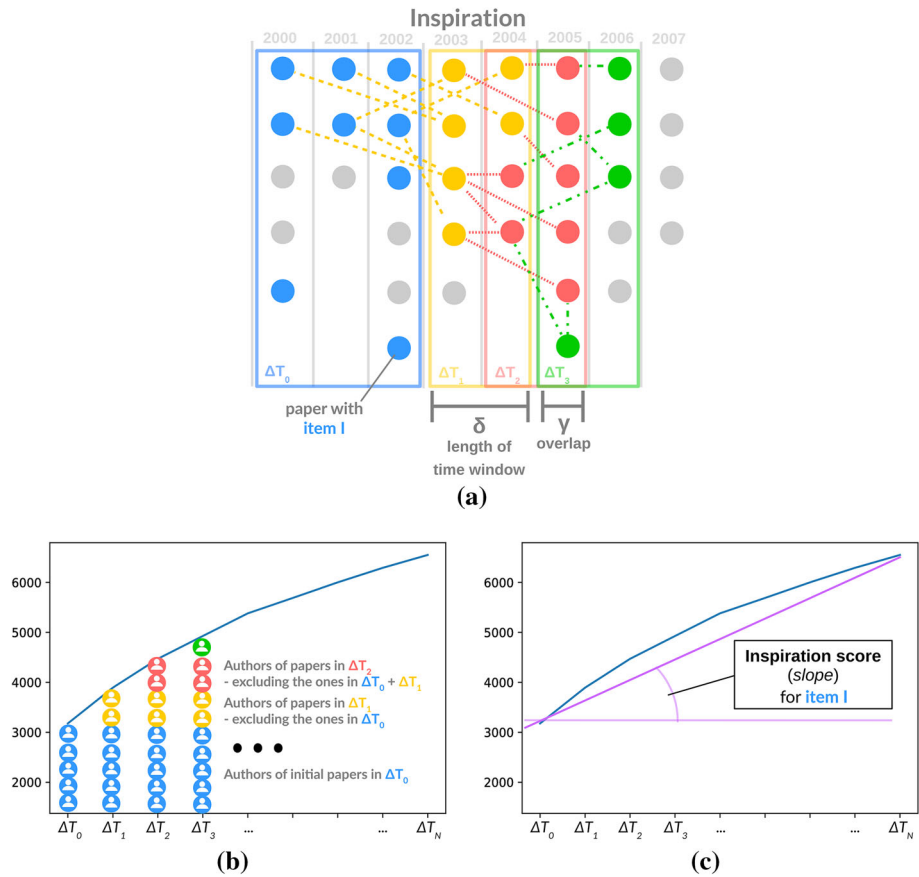 Inspiration
2000 2001 2002 2003 2004 2005 2006 2007
ΔT0 ΔT1 ΔT2 ΔT3
paper with
item I
δ
length of
time window
γ
overlap
(a)
6000
5000
4000
3000
2000
Authors of papers in ΔT2
- excluding the ones in ΔT0 + ΔT1
Authors of papers in ΔT1
- excluding the ones in ΔT0
• • •
Authors of initial papers in ΔT0
ΔT0 ΔT1 ΔT2 ΔT3 ... ... ΔTN
(b)
6000
5000
4000
3000
2000
Inspiration score
(slope)
for item I
ΔT0 ΔT1 ΔT2 ΔT3 ... ... ΔTN
(c)